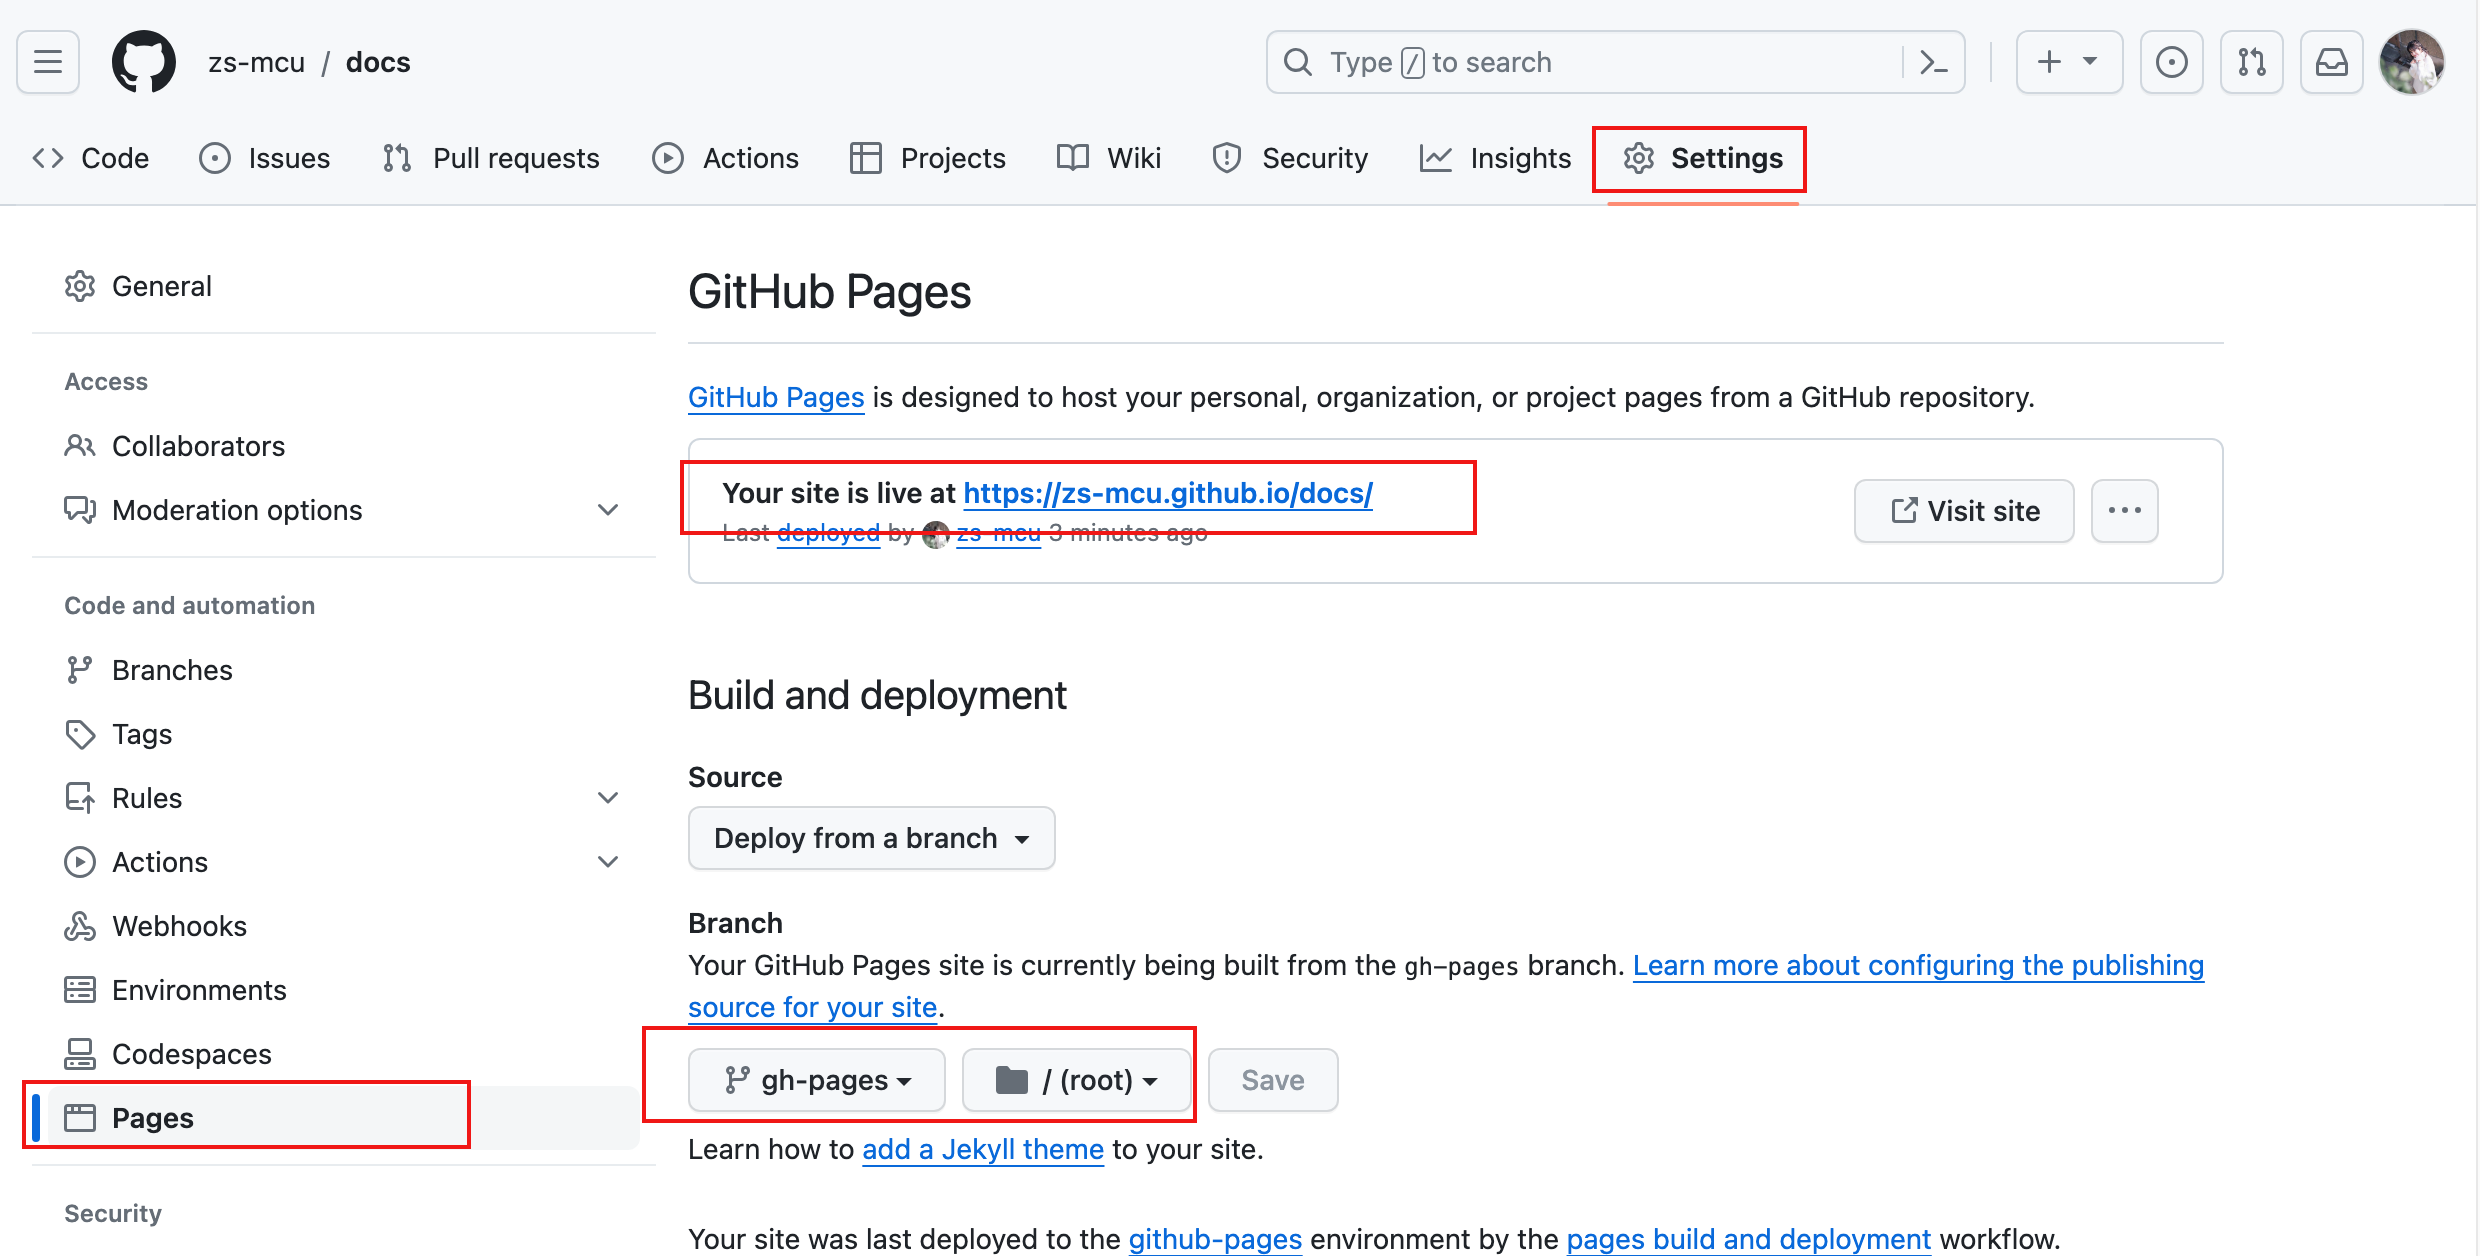 zs-mcu / docs
Type / to search
Code Issues Pull requests Actions Projects Wiki Security Insights Settings
General
Access
Collaborators
Moderation options
Code and automation
Branches
Tags
Rules
Actions
Webhooks
Environments
Codespaces
Pages
Security
GitHub Pages
GitHub Pages is designed to host your personal, organization, or project pages from a GitHub repository.
Your site is live at https://zs-mcu.github.io/docs/
Last deployed by zs-mcu 3 minutes ago
Visit site
Build and deployment
Source
Deploy from a branch
Branch
Your GitHub Pages site is currently being built from the gh-pages branch. Learn more about configuring the publishing
source for your site.
gh-pages / (root) Save
Learn how to add a Jekyll theme to your site.
Your site was last deployed to the github-pages environment by the pages build and deployment workflow.